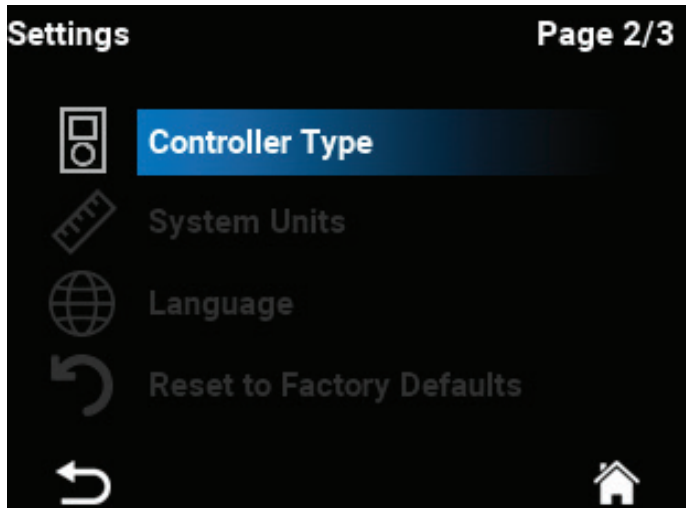 Settings
Page 2/3
Controller Type
System Units
Language
Reset to Factory Defaults